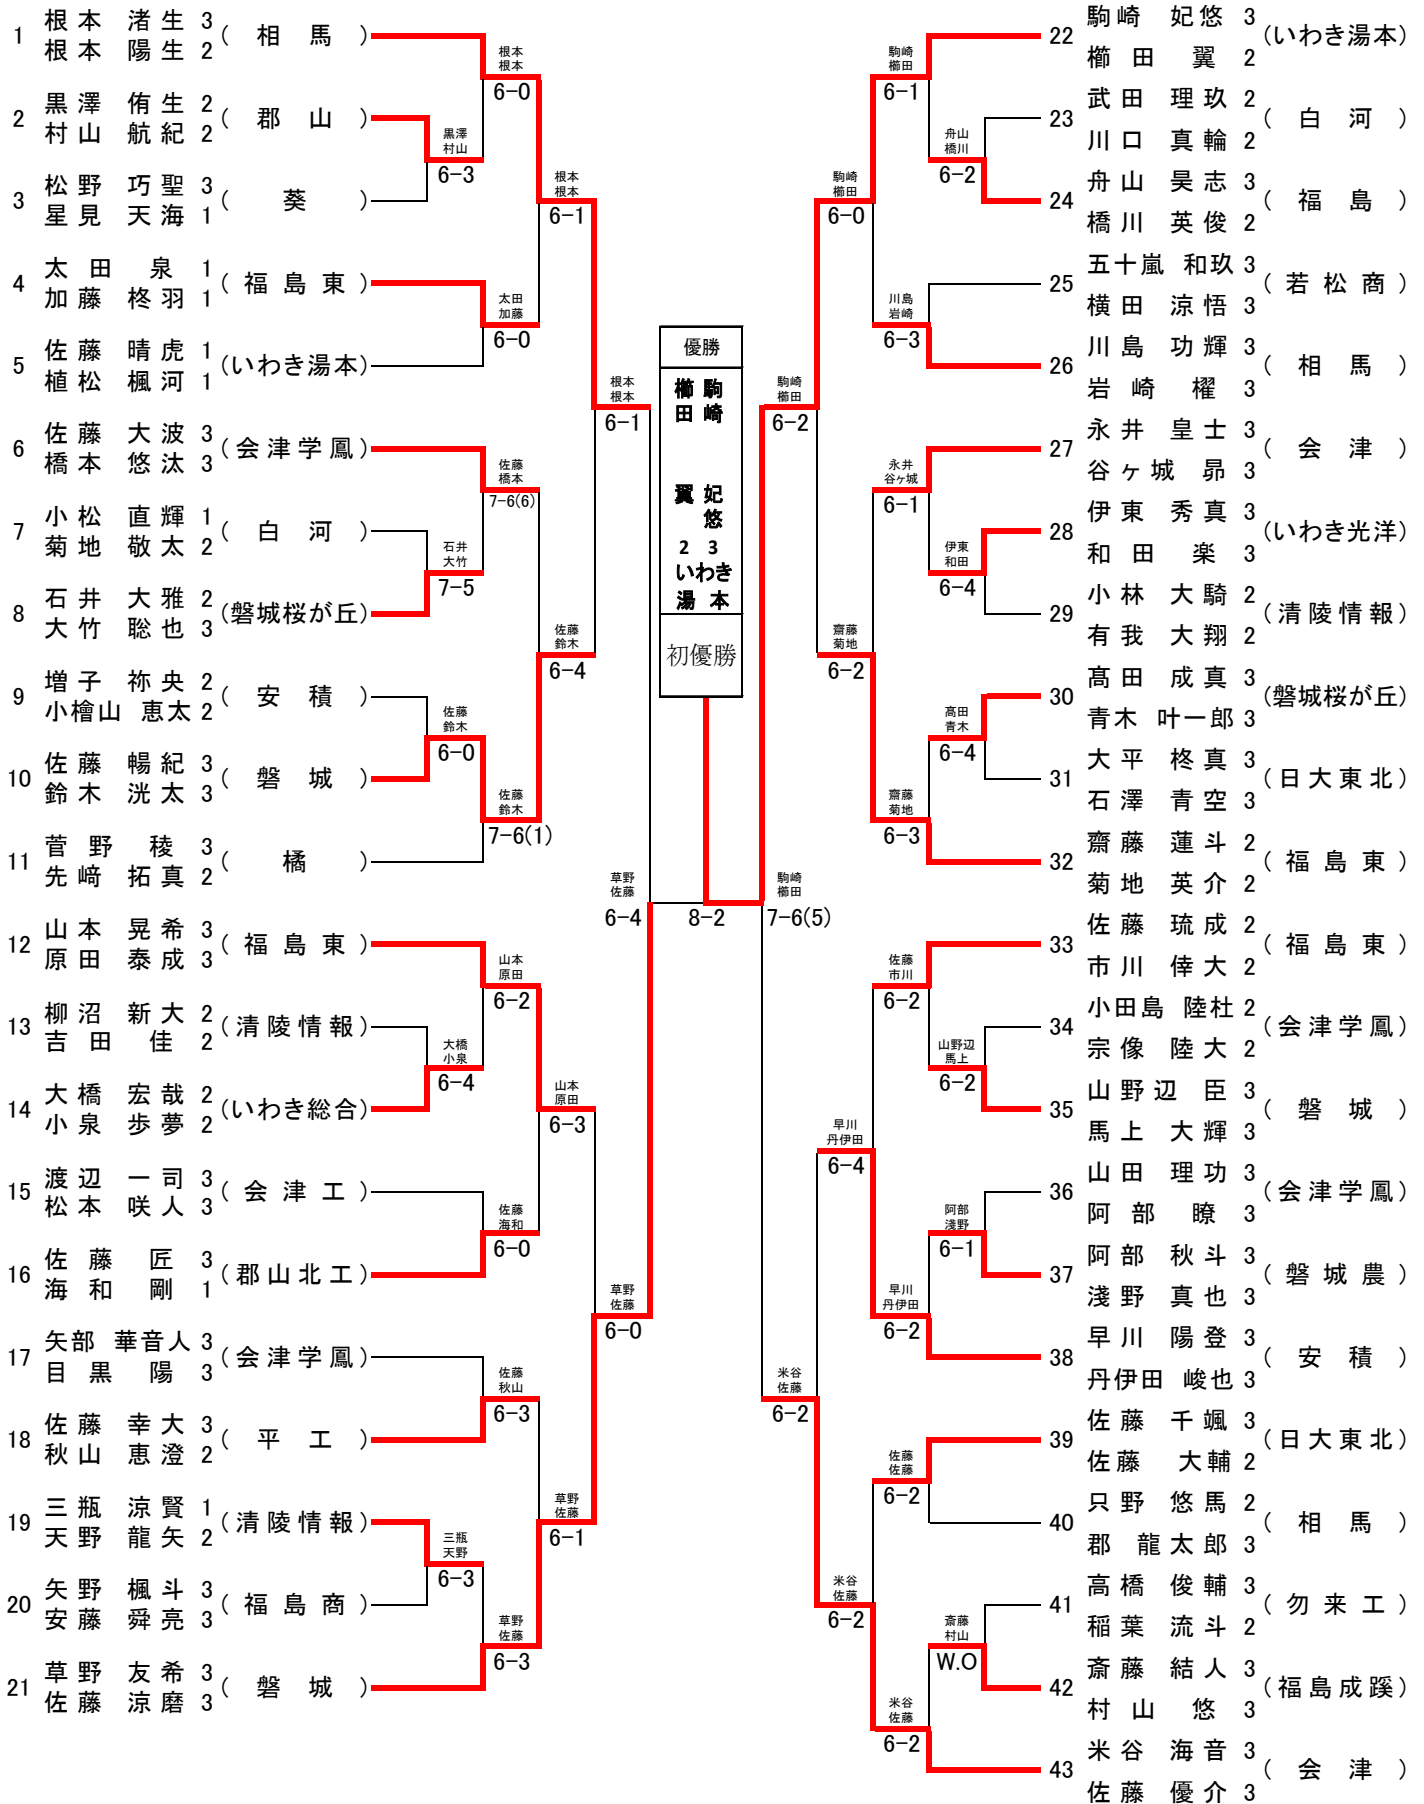 1 根本 渚生 3 (相馬)
根本 陽生 2
2 黒澤 侑生 2 (郡山)
村山 航紀 2
3 松野 巧聖 3 (葵)
星見 天海 1
4 太田 泉 1 (福島東)
加藤 柊羽 1
5 佐藤 晴虎 1 (いわき湯本)
植松 楓河 1
6 佐藤 大波 3 (会津学鳳)
橋本 悠汰 3
7 小松 直輝 1 (白河)
菊地 敬太 2
8 石井 大雅 2 (磐城桜が丘)
大竹 聡也 3
9 増子 祢央 2 (安積)
小檜山 恵太 2
10 佐藤 暢紀 3 (磐城)
鈴木 洸太 3
11 菅野 稜 3 (橘)
先﨑 拓真 2
12 山本 晃希 3 (福島東)
原田 泰成 3
13 柳沼 新大 2 (清陵情報)
吉田 佳 2
14 大橋 宏哉 2 (いわき総合)
小泉 歩夢 2
15 渡辺 一司 3 (会津工)
松本 咲人 3
16 佐藤 匠 3 (郡山北工)
海和 剛 1
17 矢部 華音人 3 (会津学鳳)
目黒 陽 3
18 佐藤 幸大 3 (平工)
秋山 恵澄 2
19 三瓶 涼賢 1 (清陵情報)
天野 龍矢 2
20 矢野 楓斗 3 (福島商)
安藤 舜亮 3
21 草野 友希 3 (磐城)
佐藤 涼磨 3
黒澤
村山
6-3
石井
大竹
7-5
佐藤
鈴木
6-0
大橋
小泉
6-4
三瓶
天野
6-3
根本
根本
6-0
太田
加藤
6-0
佐藤
橋本
7-6(6)
佐藤
鈴木
7-6(1)
山本
原田
6-2
佐藤
海和
6-0
佐藤
秋山
6-3
草野
佐藤
6-3
根本
根本
6-1
佐藤
鈴木
6-4
山本
原田
6-3
草野
佐藤
6-1
根本
根本
6-1
草野
佐藤
6-0
草野
佐藤
6-4
優勝
駒崎 妃悠 3
櫛田 翼 2
いわき
湯本
初優勝
8-2
駒崎
櫛田
7-6(5)
駒崎
櫛田
6-2
米谷
佐藤
6-2
駒崎
櫛田
6-0
齋藤
菊地
6-2
早川
丹伊田
6-4
米谷
佐藤
6-2
駒崎
櫛田
6-1
川島
岩崎
6-3
永井
谷ヶ城
6-1
齋藤
菊地
6-3
佐藤
市川
6-2
早川
丹伊田
6-2
佐藤
佐藤
6-2
米谷
佐藤
6-2
舟山
橋川
6-2
伊東
和田
6-4
髙田
青木
6-4
山野辺
馬上
6-2
阿部
淺野
6-1
斎藤
村山
W.O
22 駒崎 妃悠 3 (いわき湯本)
櫛田 翼 2
23 武田 理玖 2 (白河)
川口 真輪 2
24 舟山 昊志 3 (福島)
橋川 英俊 2
25 五十嵐 和玖 3 (若松商)
横田 涼悟 3
26 川島 功輝 3 (相馬)
岩崎 櫂 3
27 永井 皇士 3 (会津)
谷ヶ城 昴 3
28 伊東 秀真 3 (いわき光洋)
和田 楽 3
29 小林 大騎 2 (清陵情報)
有我 大翔 2
30 髙田 成真 3 (磐城桜が丘)
青木 叶一郎 3
31 大平 柊真 3 (日大東北)
石澤 青空 3
32 齋藤 蓮斗 2 (福島東)
菊地 英介 2
33 佐藤 琉成 2 (福島東)
市川 倖大 2
34 小田島 陸杜 2 (会津学鳳)
宗像 陸大 2
35 山野辺 臣 3 (磐城)
馬上 大輝 3
36 山田 理功 3 (会津学鳳)
阿部 瞭 3
37 阿部 秋斗 3 (磐城農)
淺野 真也 3
38 早川 陽登 3 (安積)
丹伊田 峻也 3
39 佐藤 千颯 3 (日大東北)
佐藤 大輔 2
40 只野 悠馬 2 (相馬)
郡 龍太郎 3
41 高橋 俊輔 3 (勿来工)
稲葉 流斗 2
42 斎藤 結人 3 (福島成蹊)
村山 悠 3
43 米谷 海音 3 (会津)
佐藤 優介 3